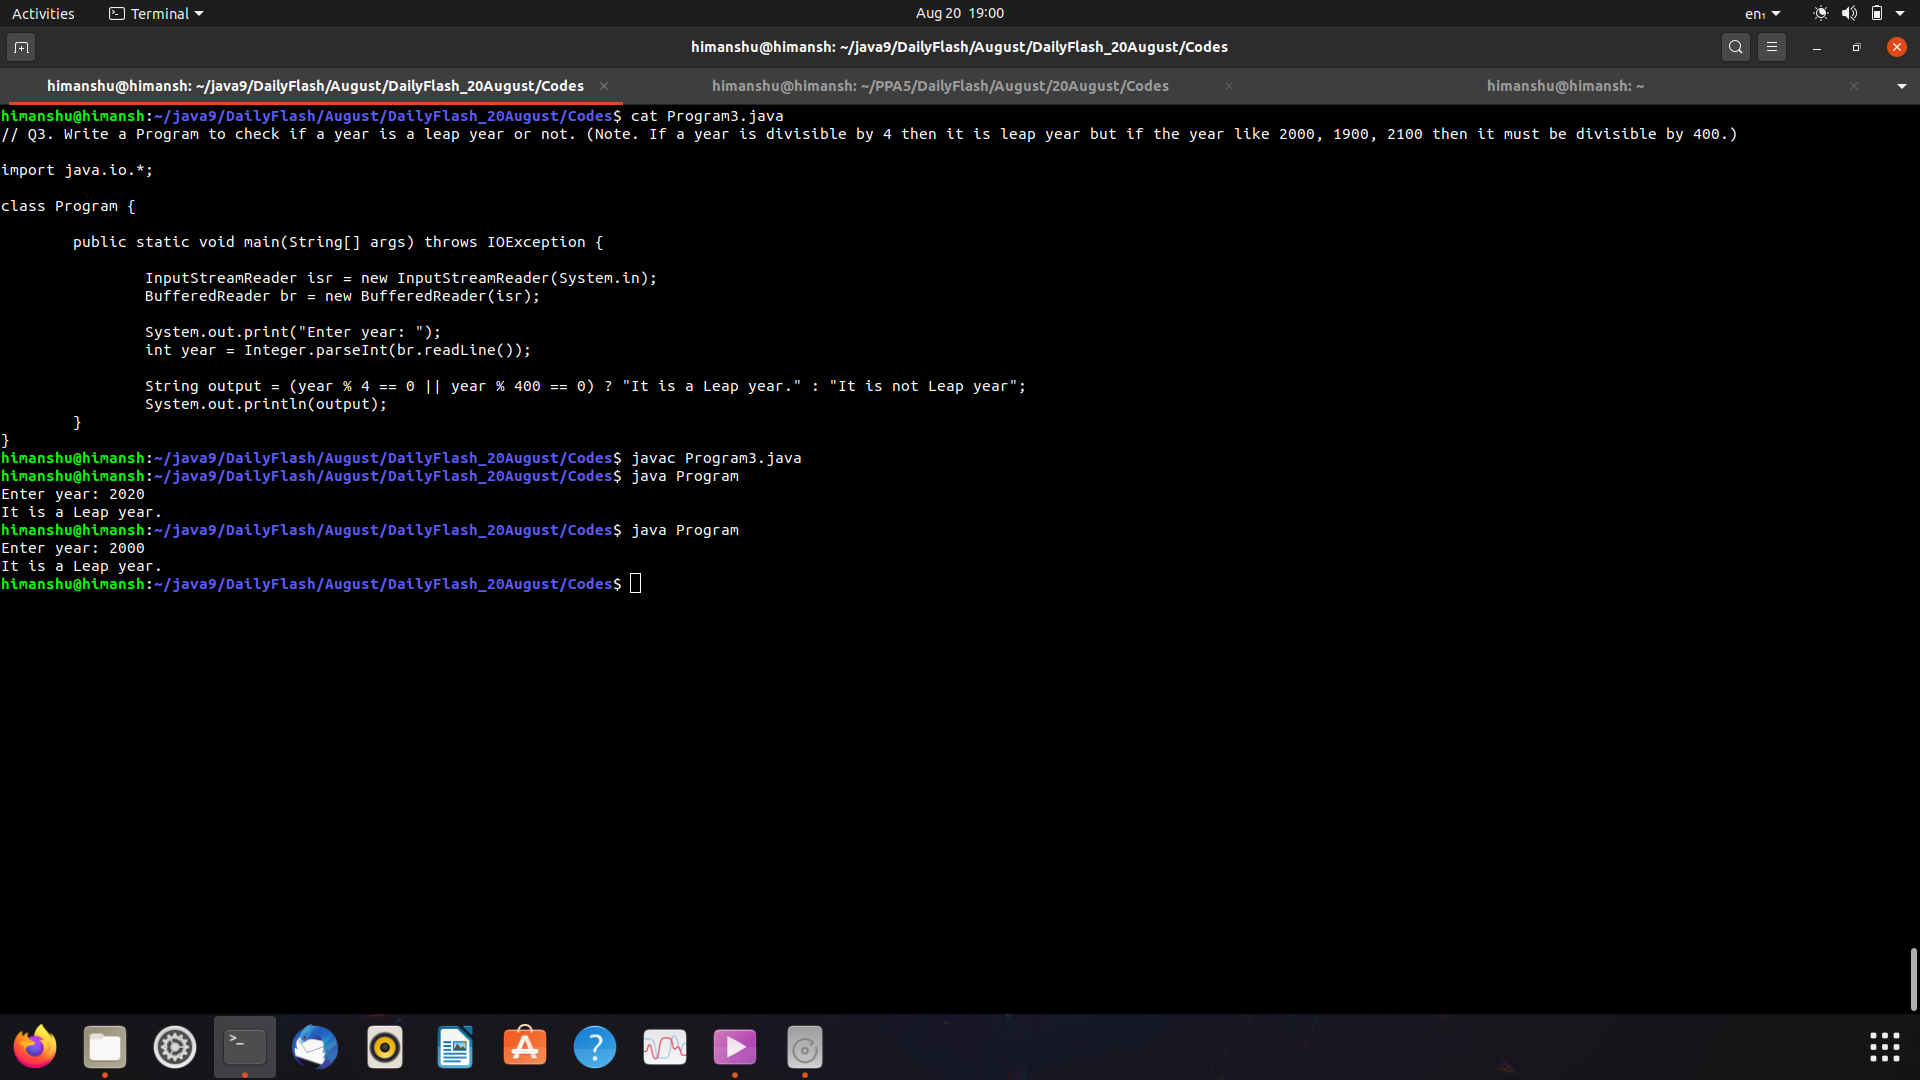 Activities
Terminal
Aug 20 19:00
en₁
himanshu@himansh: ~/java9/DailyFlash/August/DailyFlash_20August/Codes
himanshu@himansh: ~/java9/DailyFlash/August/DailyFlash_20August/Codes
himanshu@himansh: ~/PPA5/DailyFlash/August/20August/Codes
himanshu@himansh: ~
himanshu@himansh:~/java9/DailyFlash/August/DailyFlash_20August/Codes$ cat Program3.java
// Q3. Write a Program to check if a year is a leap year or not. (Note. If a year is divisible by 4 then it is leap year but if the year like 2000, 1900, 2100 then it must be divisible by 400.)
import java.io.*;
class Program {
public static void main(String[] args) throws IOException {
InputStreamReader isr = new InputStreamReader(System.in);
BufferedReader br = new BufferedReader(isr);
System.out.print("Enter year: ");
int year = Integer.parseInt(br.readLine());
String output = (year % 4 == 0 || year % 400 == 0) ? "It is a Leap year." : "It is not Leap year";
System.out.println(output);
}
}
himanshu@himansh:~/java9/DailyFlash/August/DailyFlash_20August/Codes$ javac Program3.java
himanshu@himansh:~/java9/DailyFlash/August/DailyFlash_20August/Codes$ java Program
Enter year: 2020
It is a Leap year.
himanshu@himansh:~/java9/DailyFlash/August/DailyFlash_20August/Codes$ java Program
Enter year: 2000
It is a Leap year.
himanshu@himansh:~/java9/DailyFlash/August/DailyFlash_20August/Codes$